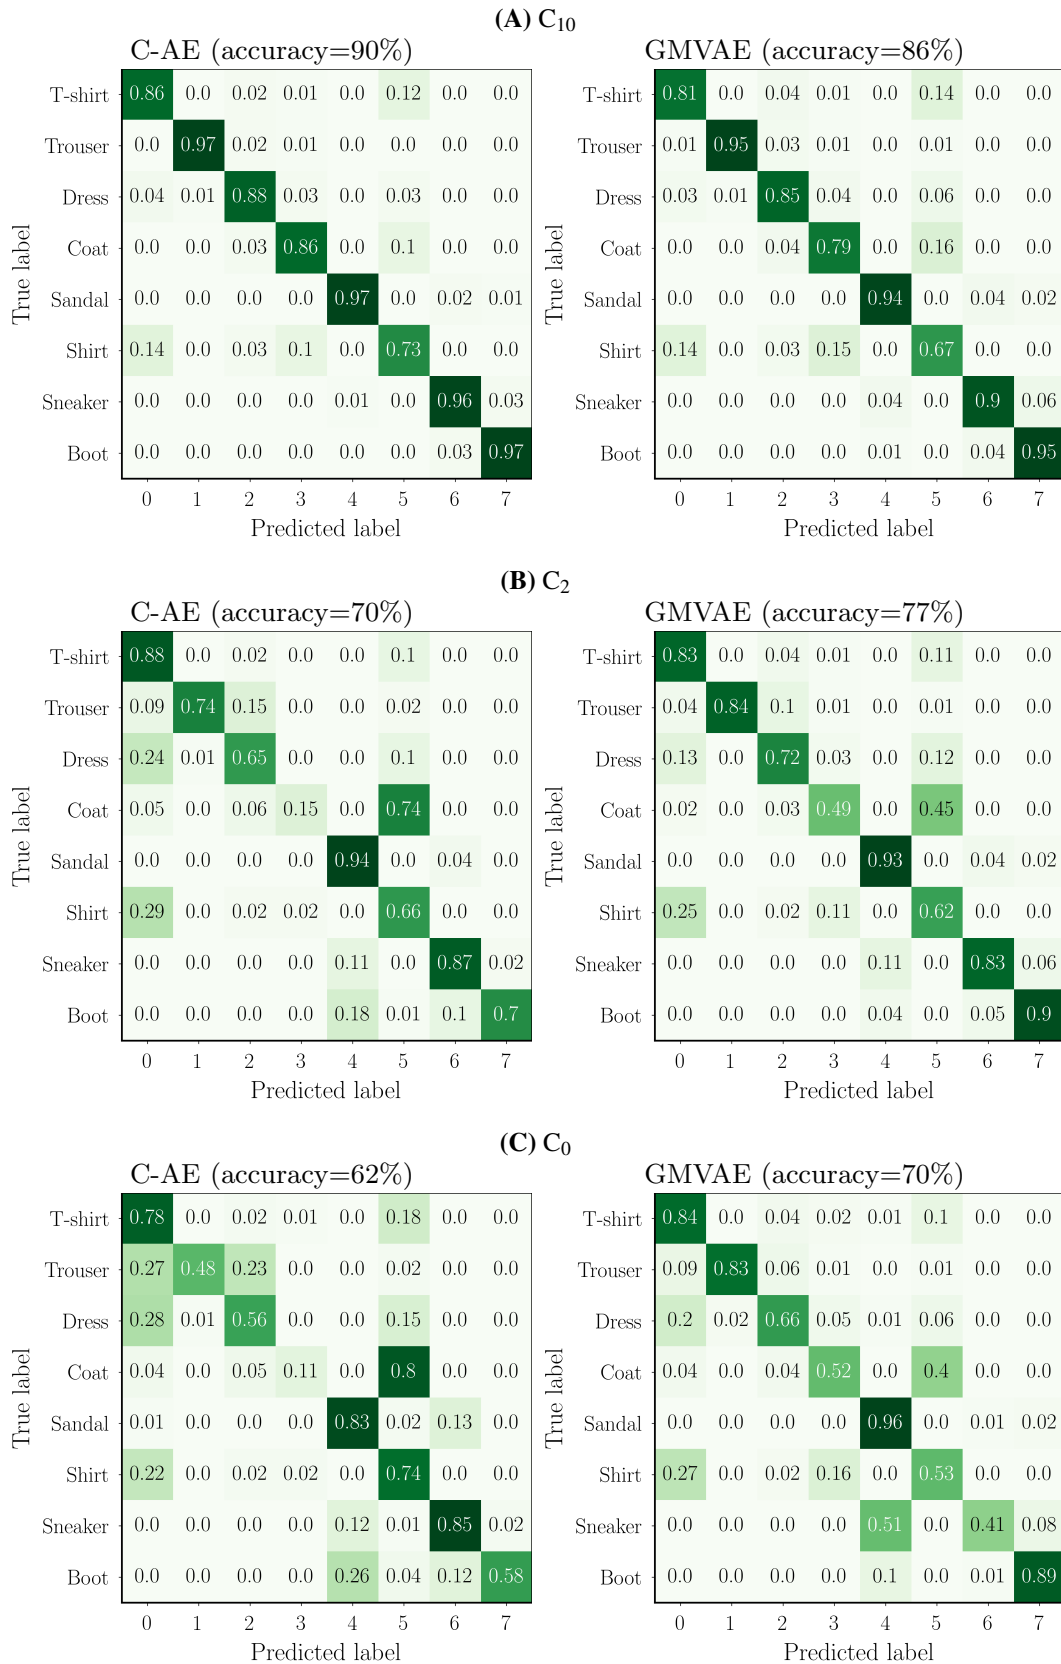 (A) C10
C-AE (accuracy=90%)
T-shirt 0.86 0.0 0.02 0.01 0.0 0.12 0.0 0.0
Trouser 0.0 0.97 0.02 0.01 0.0 0.0 0.0 0.0
Dress 0.04 0.01 0.88 0.03 0.0 0.03 0.0 0.0
Coat 0.0 0.0 0.03 0.86 0.0 0.1 0.0 0.0
Sandal 0.0 0.0 0.0 0.0 0.97 0.0 0.02 0.01
Shirt 0.14 0.0 0.03 0.1 0.0 0.73 0.0 0.0
Sneaker 0.0 0.0 0.0 0.0 0.01 0.0 0.96 0.03
Boot 0.0 0.0 0.0 0.0 0.0 0.0 0.03 0.97
0 1 2 3 4 5 6 7
Predicted label
True label
GMVAE (accuracy=86%)
T-shirt 0.81 0.0 0.04 0.01 0.0 0.14 0.0 0.0
Trouser 0.01 0.95 0.03 0.01 0.0 0.01 0.0 0.0
Dress 0.03 0.01 0.85 0.04 0.0 0.06 0.0 0.0
Coat 0.0 0.0 0.04 0.79 0.0 0.16 0.0 0.0
Sandal 0.0 0.0 0.0 0.0 0.94 0.0 0.04 0.02
Shirt 0.14 0.0 0.03 0.15 0.0 0.67 0.0 0.0
Sneaker 0.0 0.0 0.0 0.0 0.04 0.0 0.9 0.06
Boot 0.0 0.0 0.0 0.0 0.01 0.0 0.04 0.95
0 1 2 3 4 5 6 7
Predicted label
True label
(B) C2
C-AE (accuracy=70%)
T-shirt 0.88 0.0 0.02 0.0 0.0 0.1 0.0 0.0
Trouser 0.09 0.74 0.15 0.0 0.0 0.02 0.0 0.0
Dress 0.24 0.01 0.65 0.0 0.0 0.1 0.0 0.0
Coat 0.05 0.0 0.06 0.15 0.0 0.74 0.0 0.0
Sandal 0.0 0.0 0.0 0.0 0.94 0.0 0.04 0.0
Shirt 0.29 0.0 0.02 0.02 0.0 0.66 0.0 0.0
Sneaker 0.0 0.0 0.0 0.0 0.11 0.0 0.87 0.02
Boot 0.0 0.0 0.0 0.0 0.18 0.01 0.1 0.7
0 1 2 3 4 5 6 7
Predicted label
True label
GMVAE (accuracy=77%)
T-shirt 0.83 0.0 0.04 0.01 0.0 0.11 0.0 0.0
Trouser 0.04 0.84 0.1 0.01 0.0 0.01 0.0 0.0
Dress 0.13 0.0 0.72 0.03 0.0 0.12 0.0 0.0
Coat 0.02 0.0 0.03 0.49 0.0 0.45 0.0 0.0
Sandal 0.0 0.0 0.0 0.0 0.93 0.0 0.04 0.02
Shirt 0.25 0.0 0.02 0.11 0.0 0.62 0.0 0.0
Sneaker 0.0 0.0 0.0 0.0 0.11 0.0 0.83 0.06
Boot 0.0 0.0 0.0 0.0 0.04 0.0 0.05 0.9
0 1 2 3 4 5 6 7
Predicted label
True label
(C) C0
C-AE (accuracy=62%)
T-shirt 0.78 0.0 0.02 0.01 0.0 0.18 0.0 0.0
Trouser 0.27 0.48 0.23 0.0 0.0 0.02 0.0 0.0
Dress 0.28 0.01 0.56 0.0 0.0 0.15 0.0 0.0
Coat 0.04 0.0 0.05 0.11 0.0 0.8 0.0 0.0
Sandal 0.01 0.0 0.0 0.0 0.83 0.02 0.13 0.0
Shirt 0.22 0.0 0.02 0.02 0.0 0.74 0.0 0.0
Sneaker 0.0 0.0 0.0 0.0 0.12 0.01 0.85 0.02
Boot 0.0 0.0 0.0 0.0 0.26 0.04 0.12 0.58
0 1 2 3 4 5 6 7
Predicted label
True label
GMVAE (accuracy=70%)
T-shirt 0.84 0.0 0.04 0.02 0.01 0.1 0.0 0.0
Trouser 0.09 0.83 0.06 0.01 0.0 0.01 0.0 0.0
Dress 0.2 0.02 0.66 0.05 0.01 0.06 0.0 0.0
Coat 0.04 0.0 0.04 0.52 0.0 0.4 0.0 0.0
Sandal 0.0 0.0 0.0 0.0 0.96 0.0 0.01 0.02
Shirt 0.27 0.0 0.02 0.16 0.0 0.53 0.0 0.0
Sneaker 0.0 0.0 0.0 0.0 0.51 0.0 0.41 0.08
Boot 0.0 0.0 0.0 0.0 0.1 0.0 0.01 0.89
0 1 2 3 4 5 6 7
Predicted label
True label